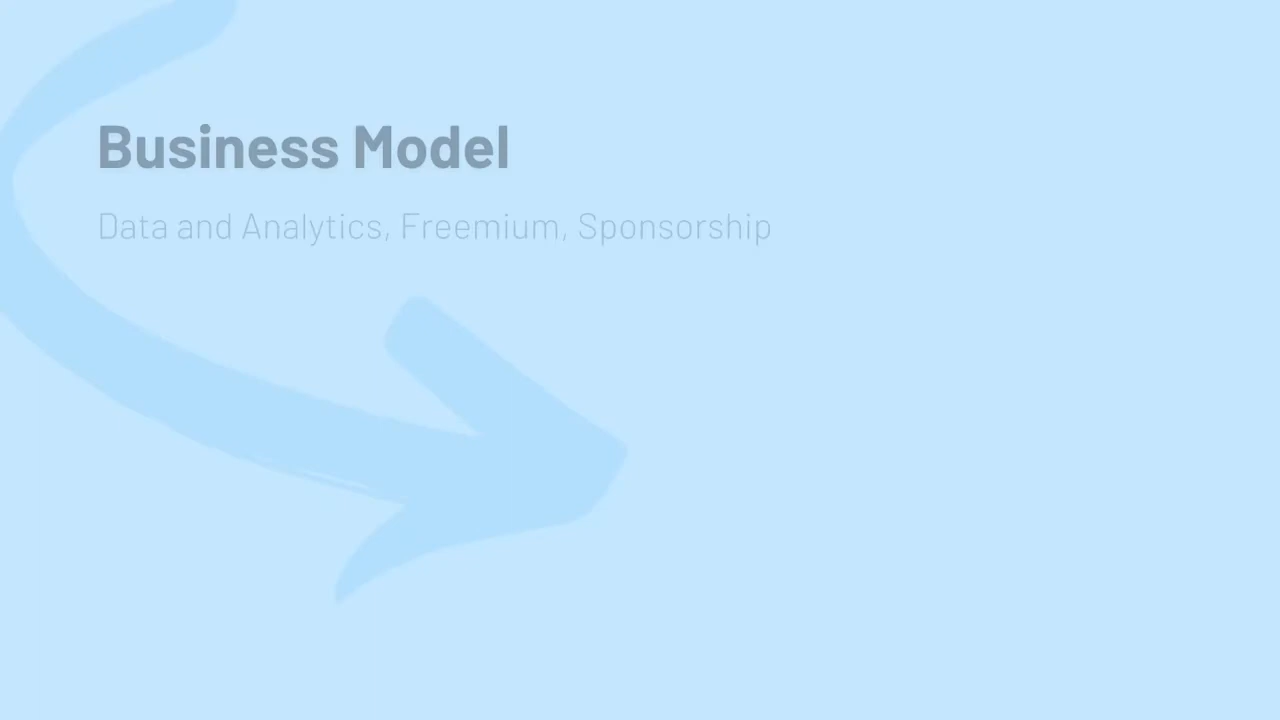 Business Model
Data and Analytics, Freemium, Sponsorship